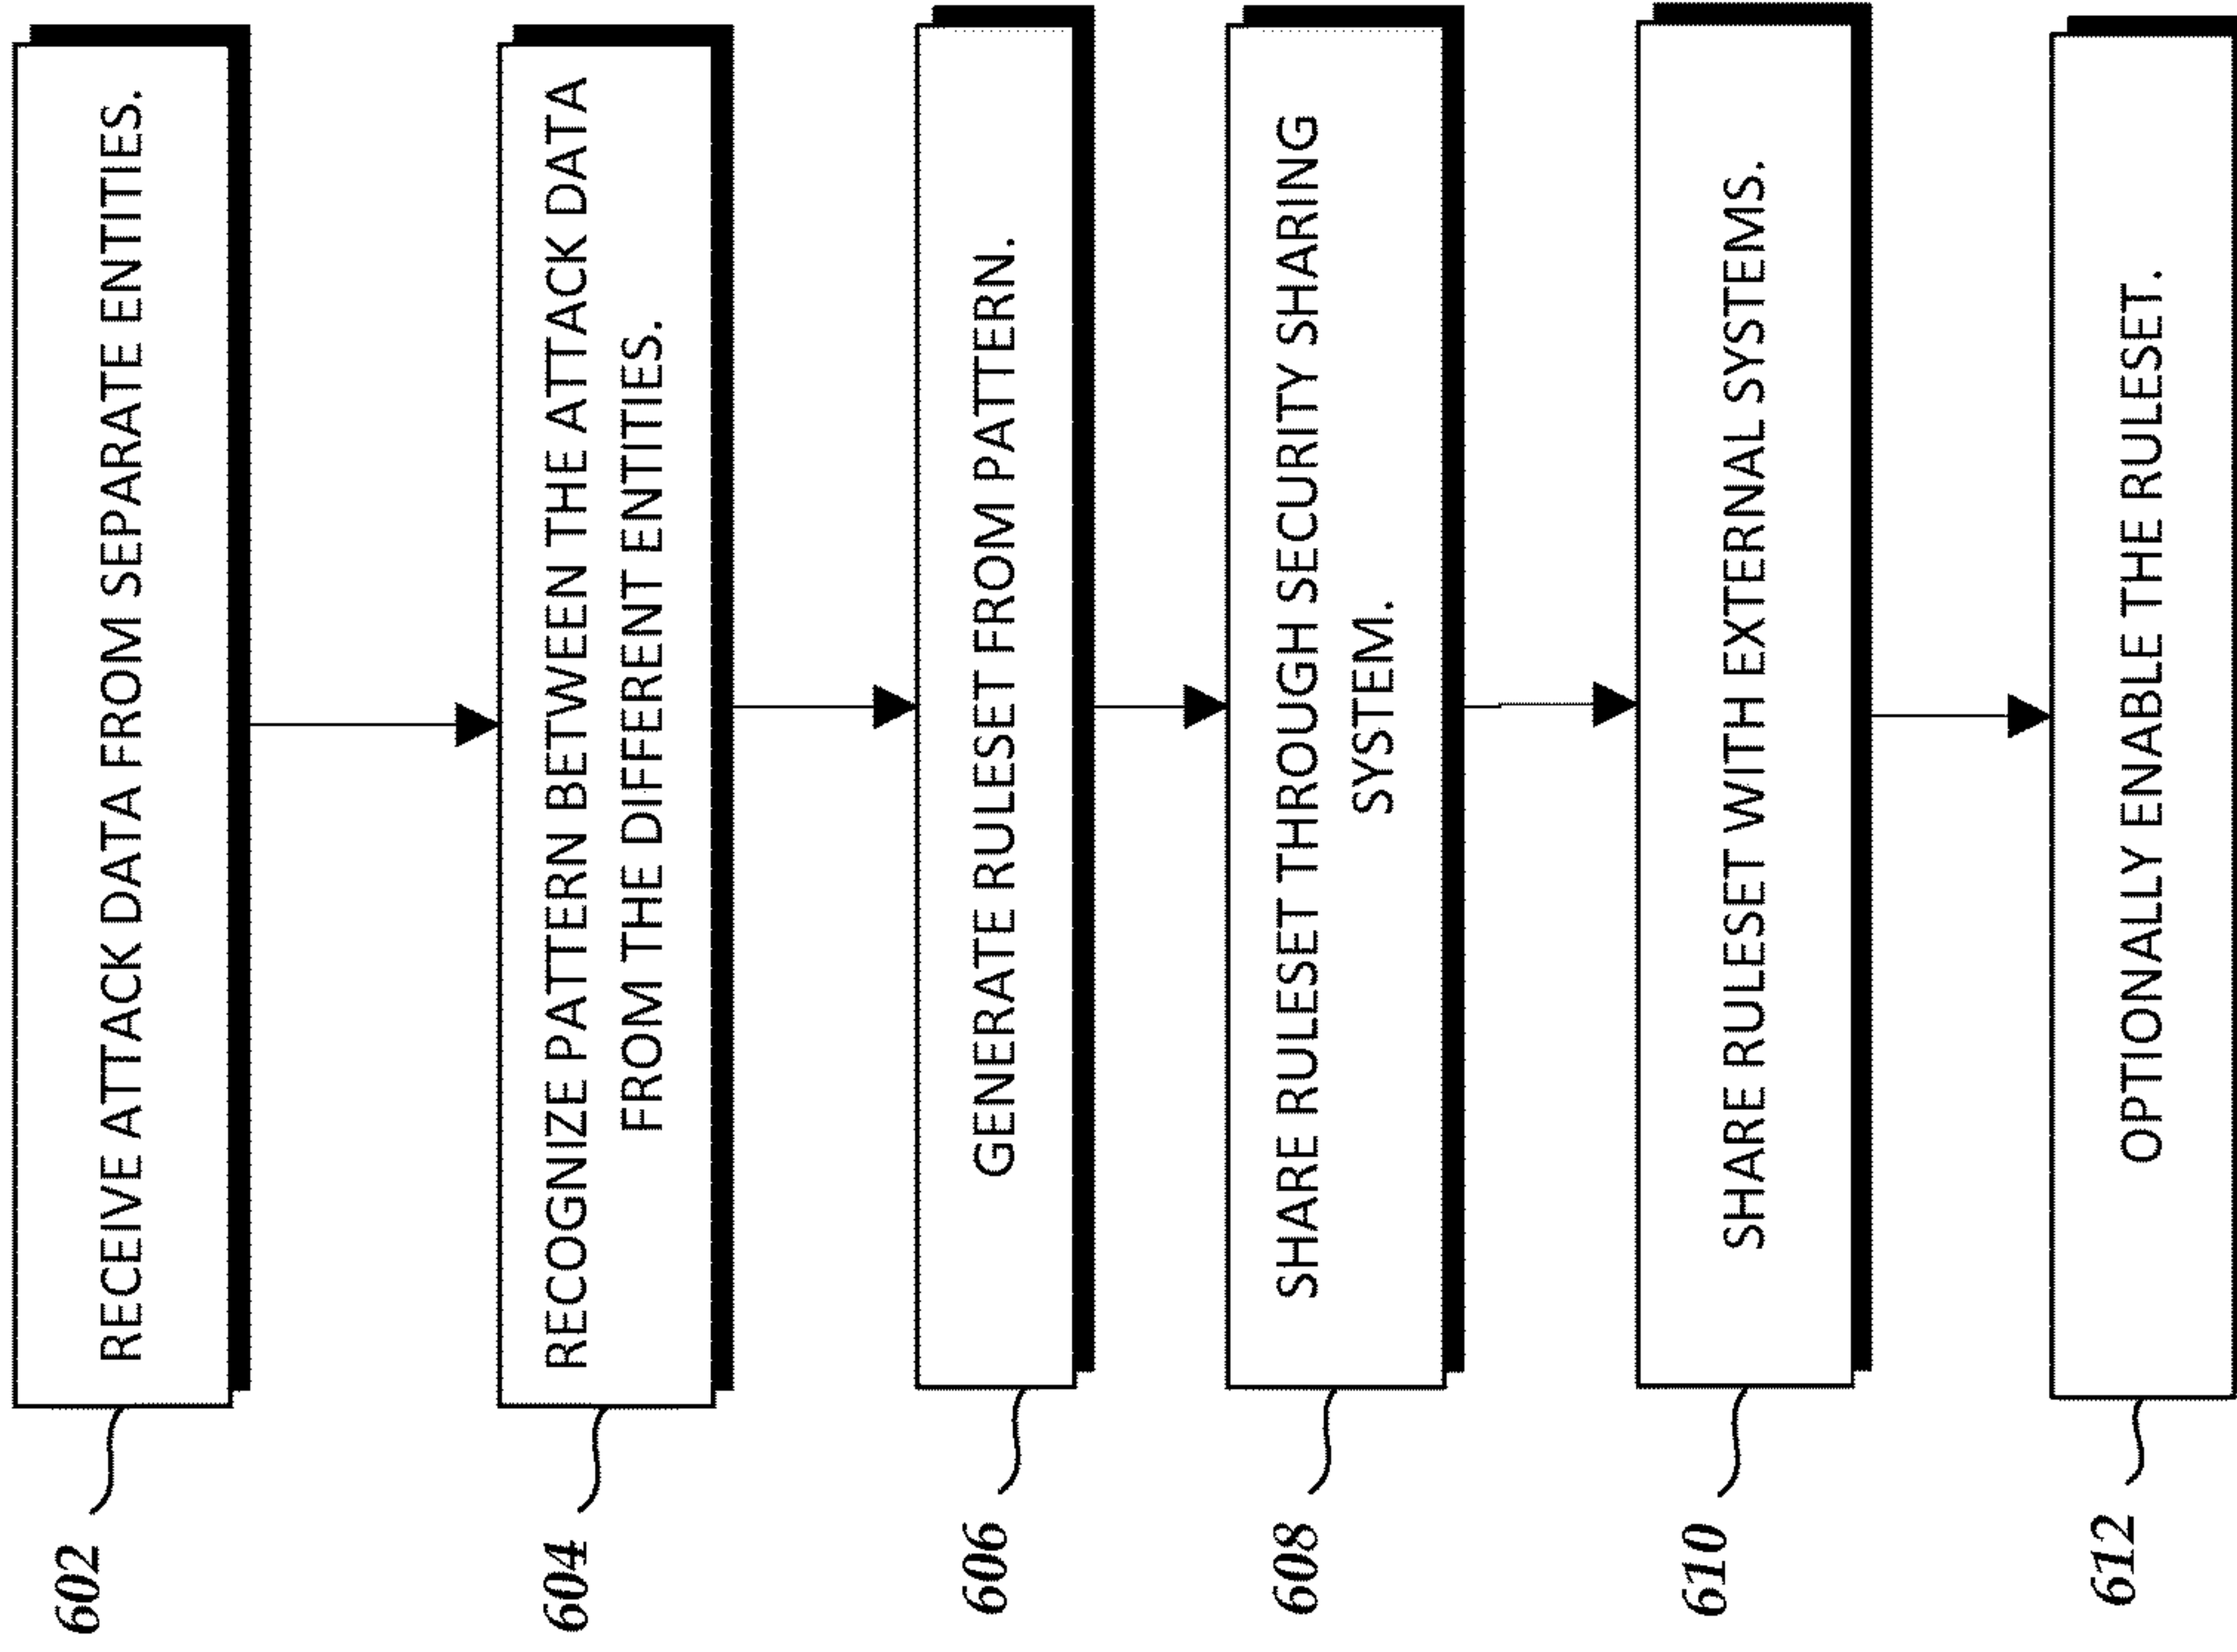 602
RECEIVE ATTACK DATA FROM SEPARATE ENTITIES.
604
RECOGNIZE PATTERN BETWEEN THE ATTACK DATA
FROM THE DIFFERENT ENTITIES.
606
GENERATE RULESET FROM PATTERN.
608
SHARE RULESET THROUGH SECURITY SHARING
SYSTEM.
610
SHARE RULESET WITH EXTERNAL SYSTEMS.
612
OPTIONALLY ENABLE THE RULESET.